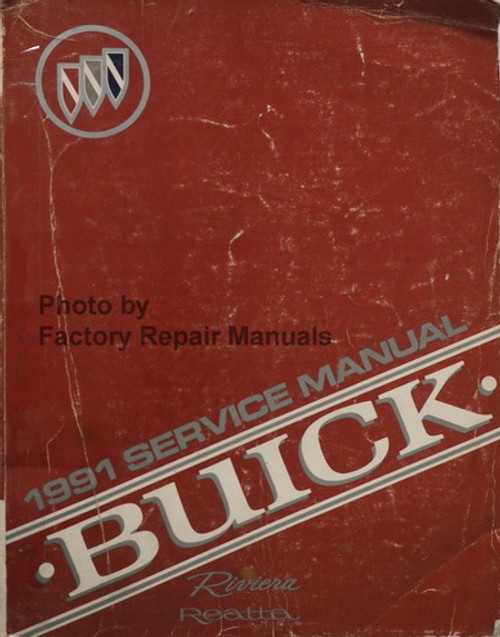 Photo by
Factory Repair Manuals
1991 SERVICE MANUAL
·BUICK·
Riviera
Reatta